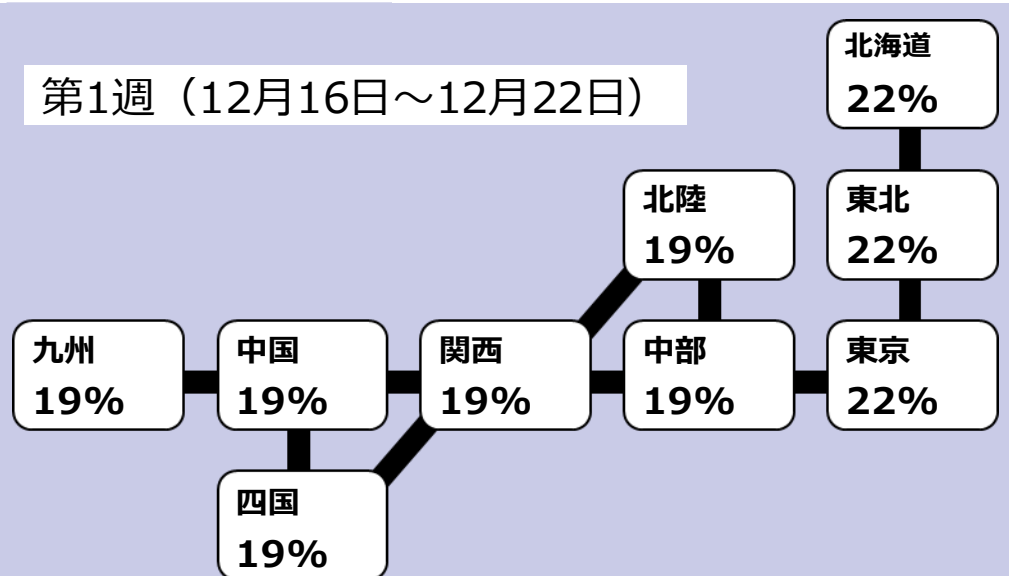 第1週（12月16日～12月22日）
北海道
22%
北陸
19%
東北
22%
九州
19%
中国
19%
関西
19%
中部
19%
東京
22%
四国
19%